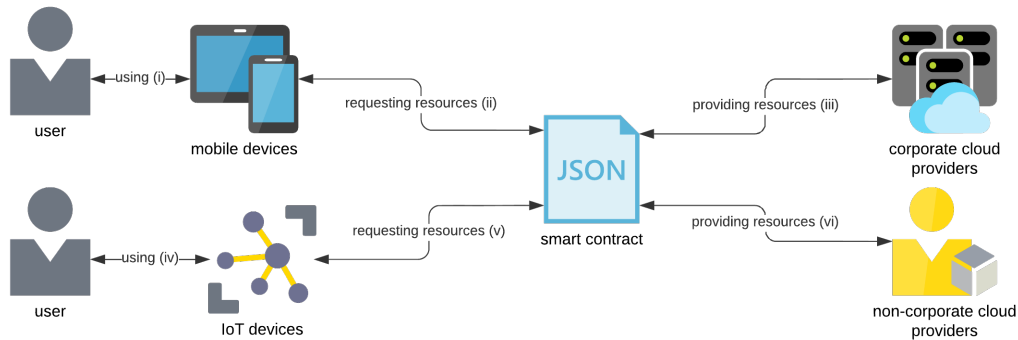 using (i)
user
mobile devices
requesting resources (ii)
providing resources (iii)
corporate cloud
providers
JSON
smart contract
using (iv)
user
IoT devices
requesting resources (v)
providing resources (vi)
non-corporate cloud
providers